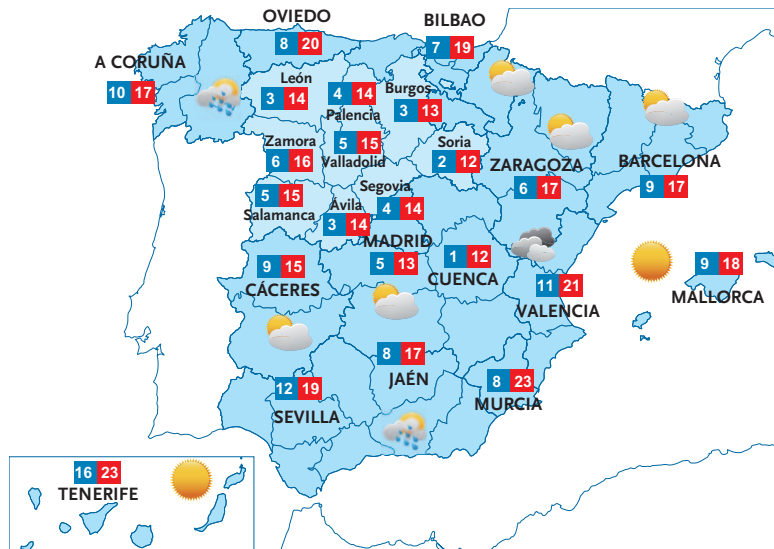 OVIEDO
8 20
BILBAO
7 19
A CORUÑA
10 17
León
3 14
4 14
Palencia
Burgos
3 13
Zamora
6 16
5 15
Valladolid
Soria
2 12
ZARAGOZA
6 17
BARCELONA
9 17
5 15
Salamanca
Ávila
3 14
Segovia
4 14
MADRID
5 13
1 12
CUENCA
9 15
CÁCERES
11 21
VALENCIA
9 18
MALLORCA
8 17
JAÉN
8 23
MURCIA
12 19
SEVILLA
16 23
TENERIFE